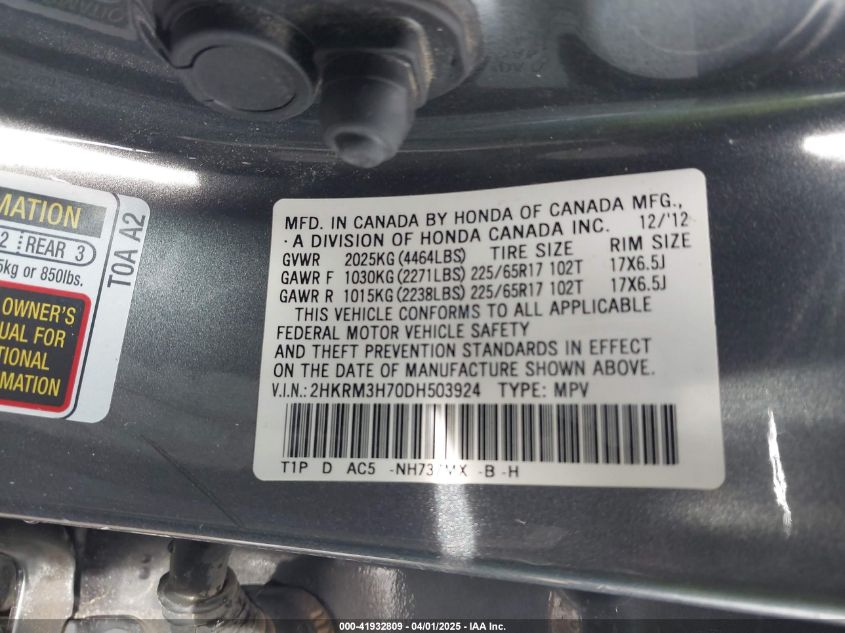 MATION
2 REAR 3
5kg or 850lbs.
OWNER'S
UAL FOR
TIONAL
MATION
T0A A2
MFD. IN CANADA BY HONDA OF CANADA MFG.,
A DIVISION OF HONDA CANADA INC. 12/'12
GVWR 2025KG (4464LBS) TIRE SIZE RIM SIZE
GAWR F 1030KG (2271LBS) 225/65R17 102T 17X6.5J
GAWR R 1015KG (2238LBS) 225/65R17 102T 17X6.5J
THIS VEHICLE CONFORMS TO ALL APPLICABLE
FEDERAL MOTOR VEHICLE SAFETY
AND THEFT PREVENTION STANDARDS IN EFFECT
ON THE DATE OF MANUFACTURE SHOWN ABOVE.
V.I.N.: 2HKRM3H70DH503924 TYPE: MPV
T1P D AC5 -B -H
000-41932809 - 04/01/2025 - IAA Inc.